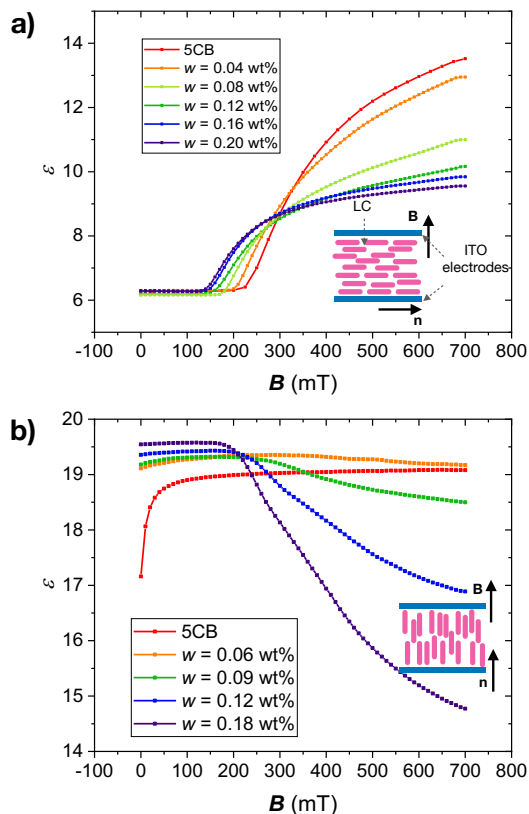 a)
14
12
10
8
6
ε
5CB
w = 0.04 wt%
w = 0.08 wt%
w = 0.12 wt%
w = 0.16 wt%
w = 0.20 wt%
LC
B
ITO
electrodes
n
-100 0 100 200 300 400 500 600 700 800
B (mT)
b)
20
19
18
17
16
15
14
ε
5CB
w = 0.06 wt%
w = 0.09 wt%
w = 0.12 wt%
w = 0.18 wt%
B
n
-100 0 100 200 300 400 500 600 700 800
B (mT)